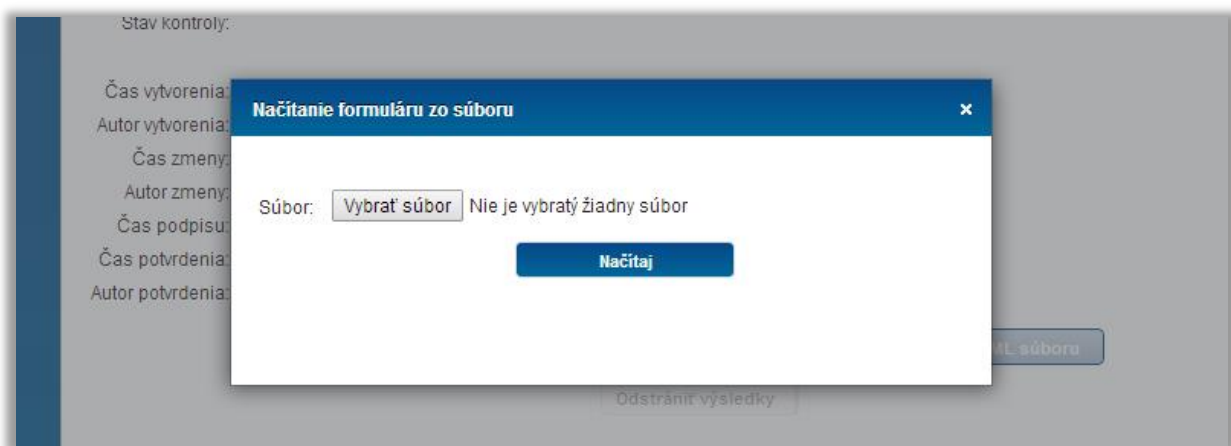 Stav kontroly:
Čas vytvorenia:
Autor vytvorenia:
Čas zmeny:
Autor zmeny:
Čas podpisu:
Čas potvrdenia:
Autor potvrdenia:
Načítanie formuláru zo súboru ×
Súbor: Vybrať súbor Nie je vybratý žiadny súbor
Načítaj
súboru
Odstrániť výsledky